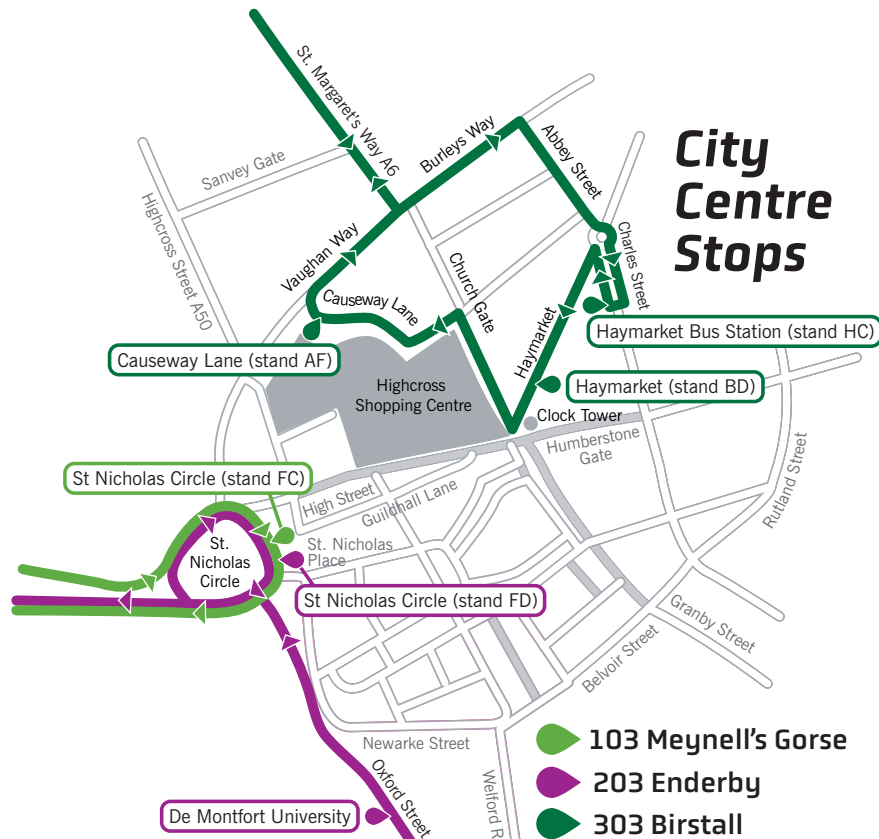 City
Centre
Stops
St. Margaret's Way A6
Burleys Way
Abbey Street
Sanvey Gate
Highcross Street A50
Vaughan Way
Causeway Lane
Church Gate
Charles Street
Haymarket
Haymarket Bus Station (stand HC)
Causeway Lane (stand AF)
Highcross
Shopping Centre
Haymarket (stand BD)
Clock Tower
Humberstone
Gate
St Nicholas Circle (stand FC)
High Street
Guildhall Lane
Rutland Street
St.
Nicholas
Circle
St. Nicholas
Place
St Nicholas Circle (stand FD)
Granby Street
Belvoir Street
Newarke Street
Oxford Street
Welford R
De Montfort University
103 Meynell's Gorse
203 Enderby
303 Birstall